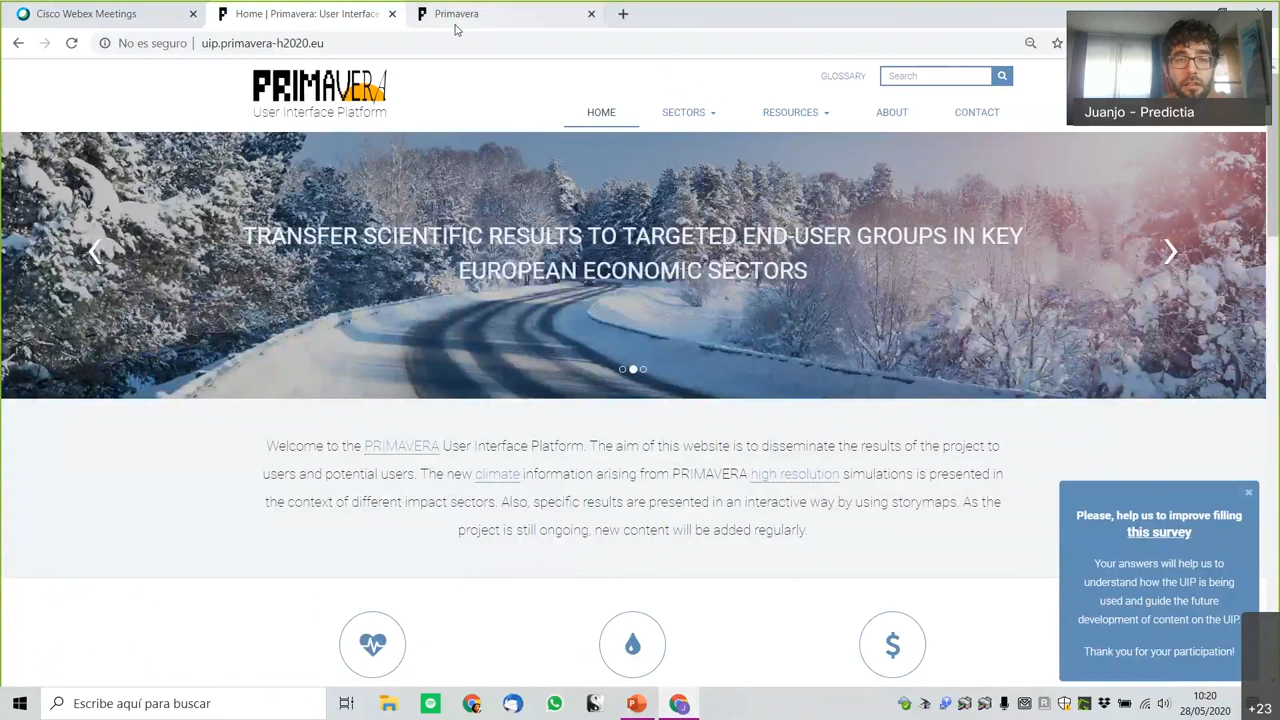 Cisco Webex Meetings
Home | Primavera: User Interface
Primavera
No es seguro
uip.primavera-h2020.eu
PRIMAVERA
User Interface Platform
GLOSSARY
Search
HOME
SECTORS
RESOURCES
ABOUT
CONTACT
Juanjo - Predictia
TRANSFER SCIENTIFIC RESULTS TO TARGETED END-USER GROUPS IN KEY
EUROPEAN ECONOMIC SECTORS
Welcome to the PRIMAVERA User Interface Platform. The aim of this website is to disseminate the results of the project to
users and potential users. The new climate information arising from PRIMAVERA high resolution simulations is presented in
the context of different impact sectors. Also, spcific results are presented in an interactive way by using storymaps. As the
project is still ongoing, new content will be added regularly.
Please, help us to improve filling
this survey
Your answers will help us to
understand how the UIP is being
used and guide the future
development of content on the UIP.
Thank you for your participation!
Escribe aquí para buscar
10:20
28/05/2020
+23